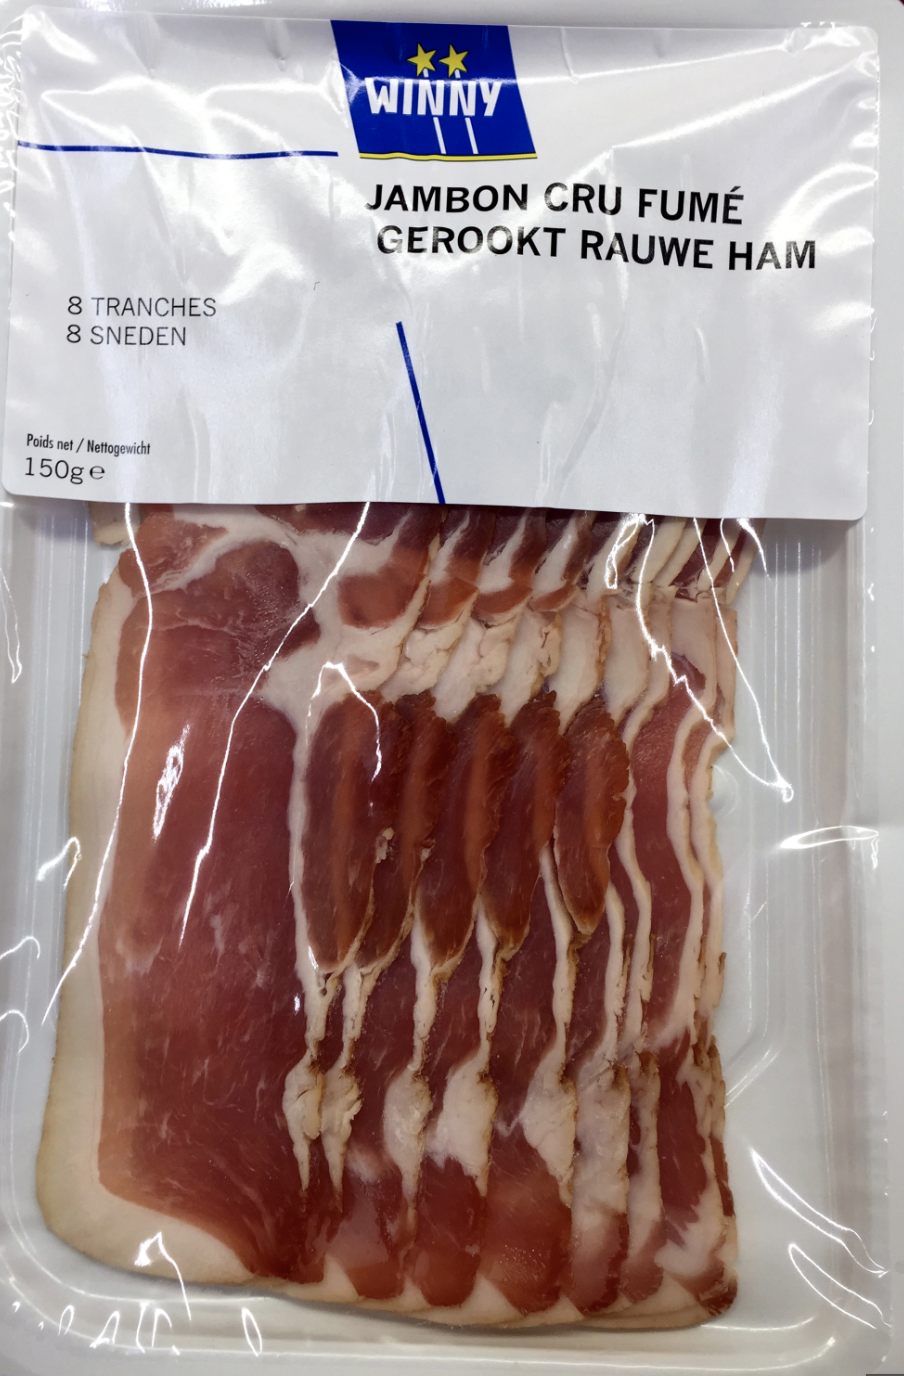 WINNY
JAMBON CRU FUMÉ
GEROOKT RAUWE HAM
8 TRANCHES
8 SNEDEN
Poids net / Nettogewicht
150g e